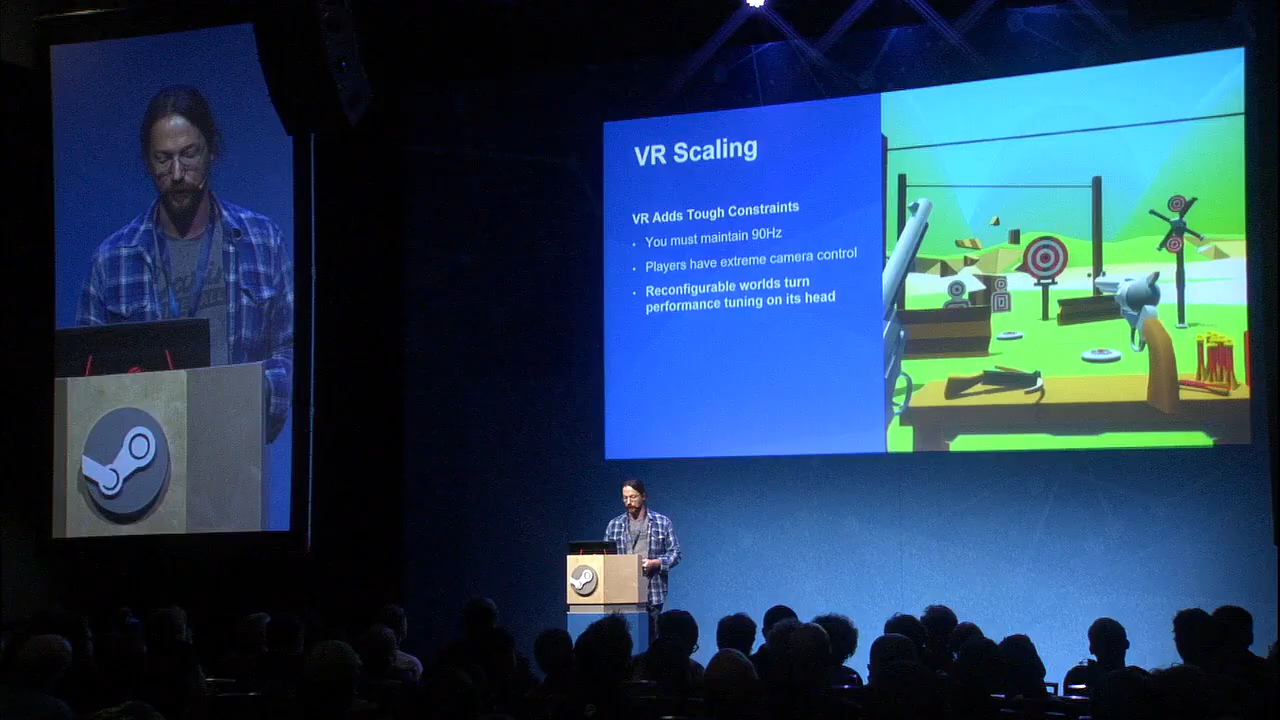 VR Scaling
VR Adds Tough Constraints
• You must maintain 90Hz
• Players have extreme camera control
• Reconfigurable worlds turn
performance tuning on its head